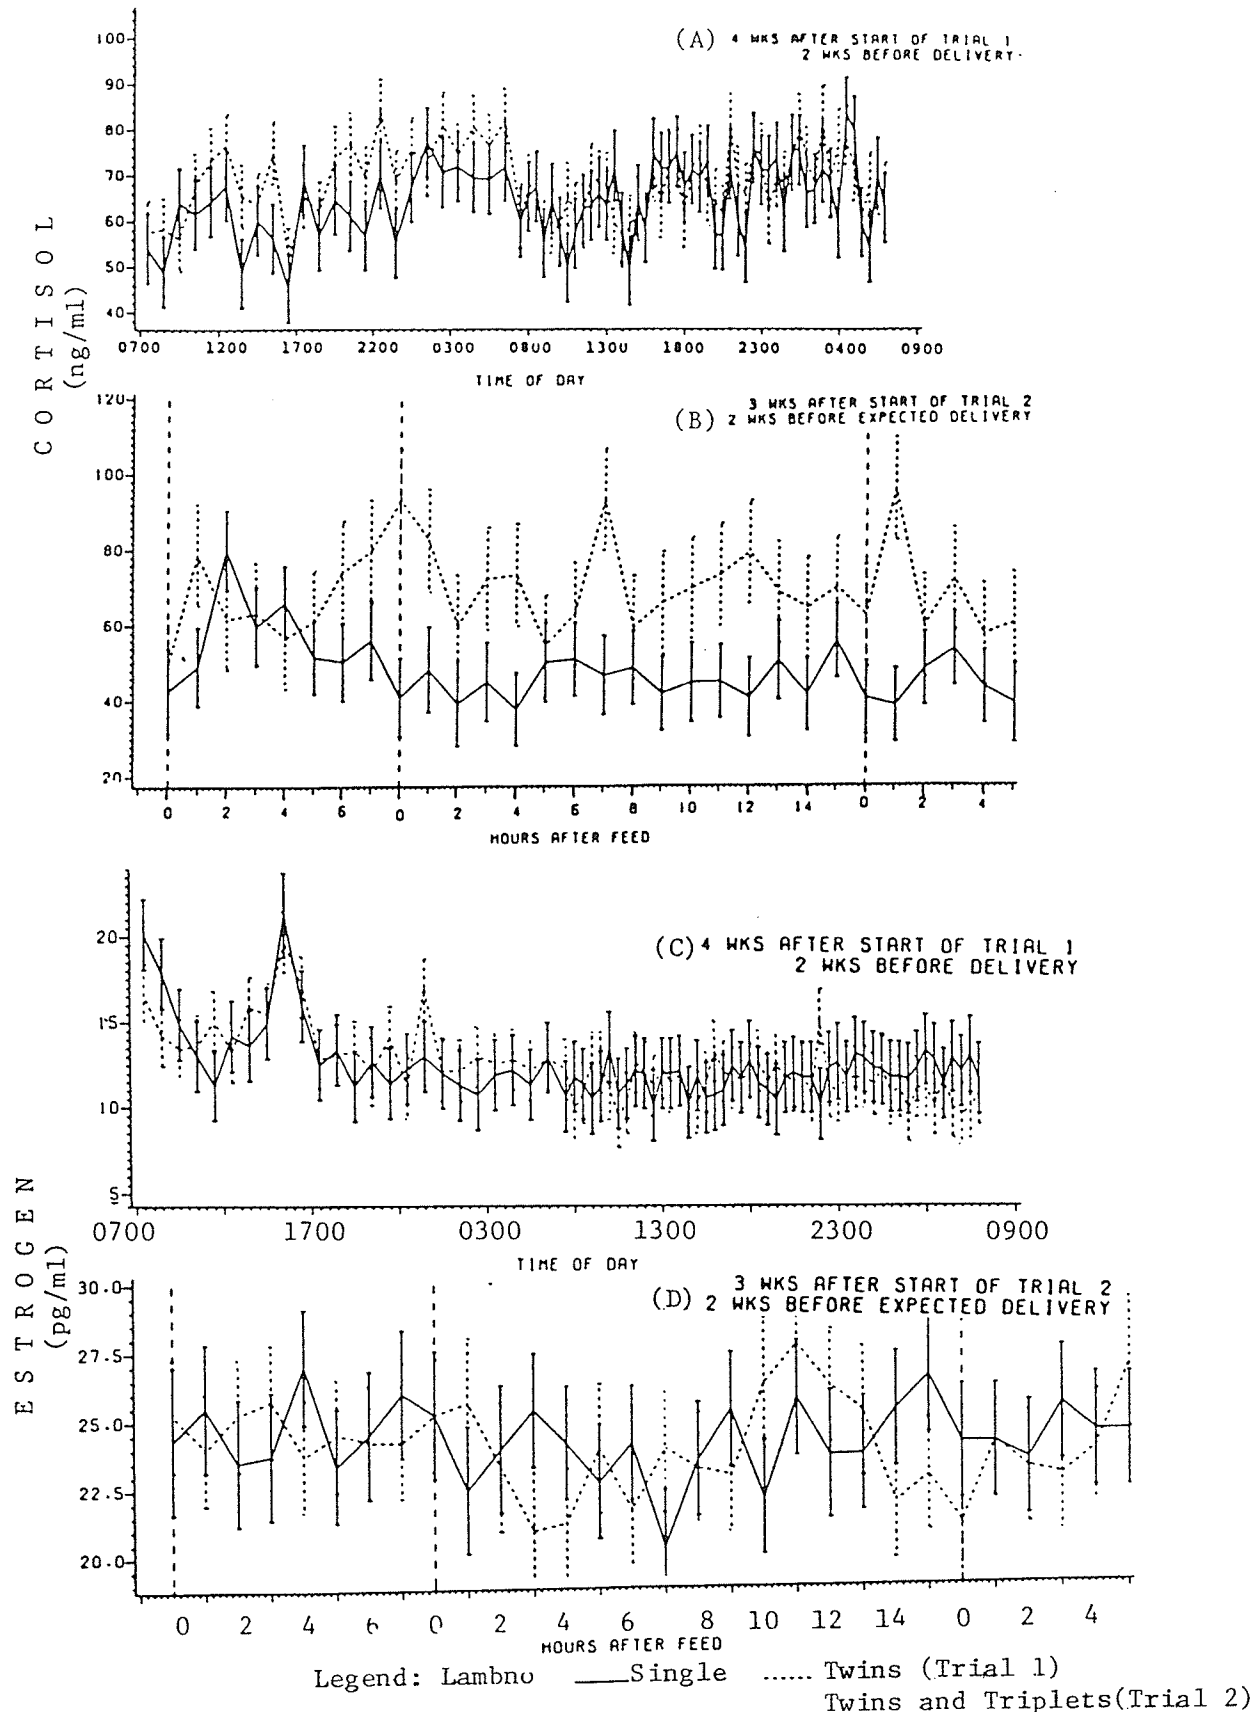 CORTISOL
(ng/ml)
(A) 4 WKS AFTER START OF TRIAL 1
2 WKS BEFORE DELIVERY
100
90
80
70
60
50
40
0700 1200 1700 2200 0300 0800 1300 1800 2300 0400 0900
TIME OF DAY
(B) 3 WKS AFTER START OF TRIAL 2
2 WKS BEFORE EXPECTED DELIVERY
120
100
80
60
40
20
0 2 4 6 0 2 4 6 8 10 12 14 0 2 4
HOURS AFTER FEED
ESTROGEN
(pg/ml)
(C) 4 WKS AFTER START OF TRIAL 1
2 WKS BEFORE DELIVERY
20
15
10
5
0700 1700 0300 1300 2300 0900
TIME OF DAY
(D) 3 WKS AFTER START OF TRIAL 2
2 WKS BEFORE EXPECTED DELIVERY
30.0
27.5
25.0
22.5
20.0
0 2 4 6 0 2 4 6 8 10 12 14 0 2 4
HOURS AFTER FEED
Legend: Lambno Single ...... Twins (Trial 1)
Twins and Triplets(Trial 2)